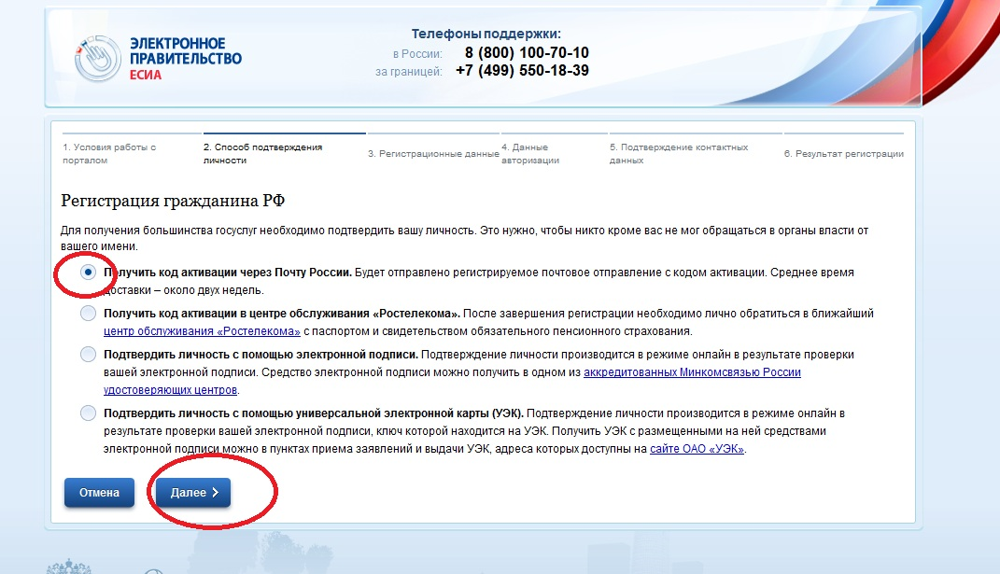 ЭЛЕКТРОННОЕ
ПРАВИТЕЛЬСТВО
ЕСИА
Телефоны поддержки:
в России: 8 (800) 100-70-10
за границей: +7 (499) 550-18-39
1. Условия работы с
порталом
2. Способ подтверждения
личности
3. Регистрационные данные
4. Данные
авторизации
5. Подтверждение контактных
данных
6. Результат регистрации
Регистрация гражданина РФ
Для получения большинства госуслуг необходимо подтвердить вашу личность. Это нужно, чтобы никто кроме вас не мог обращаться в органы власти от
вашего имени.
Получить код активации через Почту России. Будет отправлено регистрируемое почтовое отправление с кодом активации. Среднее время
доставки – около двух недель.
Получить код активации в центре обслуживания «Ростелекома». После завершения регистрации необходимо лично обратиться в ближайший
центр обслуживания «Ростелекома» с паспортом и свидетельством обязательного пенсионного страхования.
Подтвердить личность с помощью электронной подписи. Подтверждение личности производится в режиме онлайн в результате проверки
вашей электронной подписи. Средство электронной подписи можно получить в одном из аккредитованных Минкомсвязью России
удостоверяющих центров.
Подтвердить личность с помощью универсальной электронной карты (УЭК). Подтверждение личности производится в режиме онлайн в
результате проверки вашей электронной подписи, ключ которой находится на УЭК. Получить УЭК с размещенными на ней средствами
электронной подписи можно в пунктах приема заявлений и выдачи УЭК, адреса которых доступны на сайте ОАО «УЭК».
Отмена
Далее